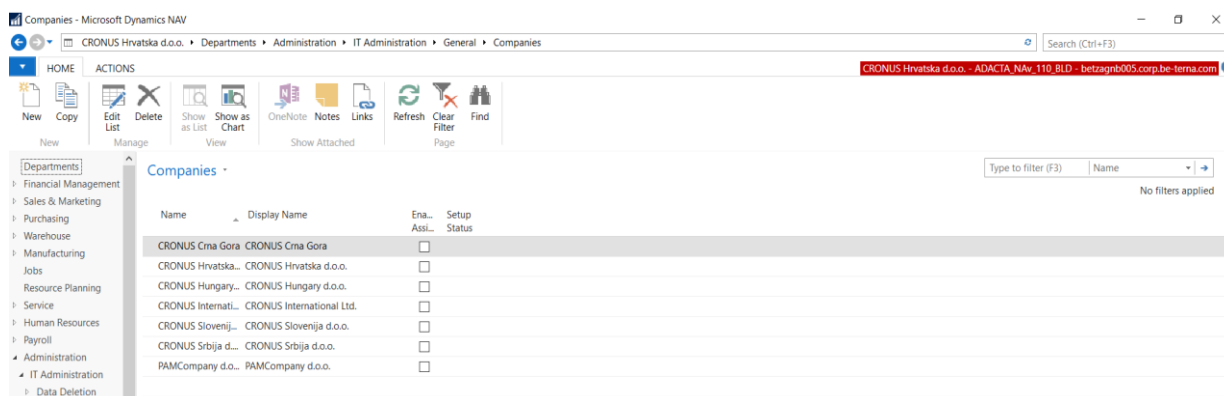 Companies - Microsoft Dynamics NAV
CRONUS Hrvatska d.o.o. Departments Administration IT Administration General Companies
Search (Ctrl+F3)
HOME ACTIONS
CRONUS Hrvatska d.o.o. - ADACTA_NAv_110_BLD - betzagnb005.corp.be-terna.com
New Copy Edit List Delete Show as List Show as Chart OneNote Notes Links Refresh Clear Filter Find
New Manage View Show Attached Page
Departments
Financial Management
Sales & Marketing
Purchasing
Warehouse
Manufacturing
Jobs
Resource Planning
Service
Human Resources
Payroll
Administration
IT Administration
Data Deletion
Companies
Type to filter (F3) Name
No filters applied
Name Display Name Ena... Assi... Setup Status
CRONUS Crna Gora CRONUS Crna Gora
CRONUS Hrvatska... CRONUS Hrvatska d.o.o.
CRONUS Hungary... CRONUS Hungary d.o.o.
CRONUS Internati... CRONUS International Ltd.
CRONUS Slovenij... CRONUS Slovenija d.o.o.
CRONUS Srbija d.... CRONUS Srbija d.o.o.
PAMCompany d.o... PAMCompany d.o.o.